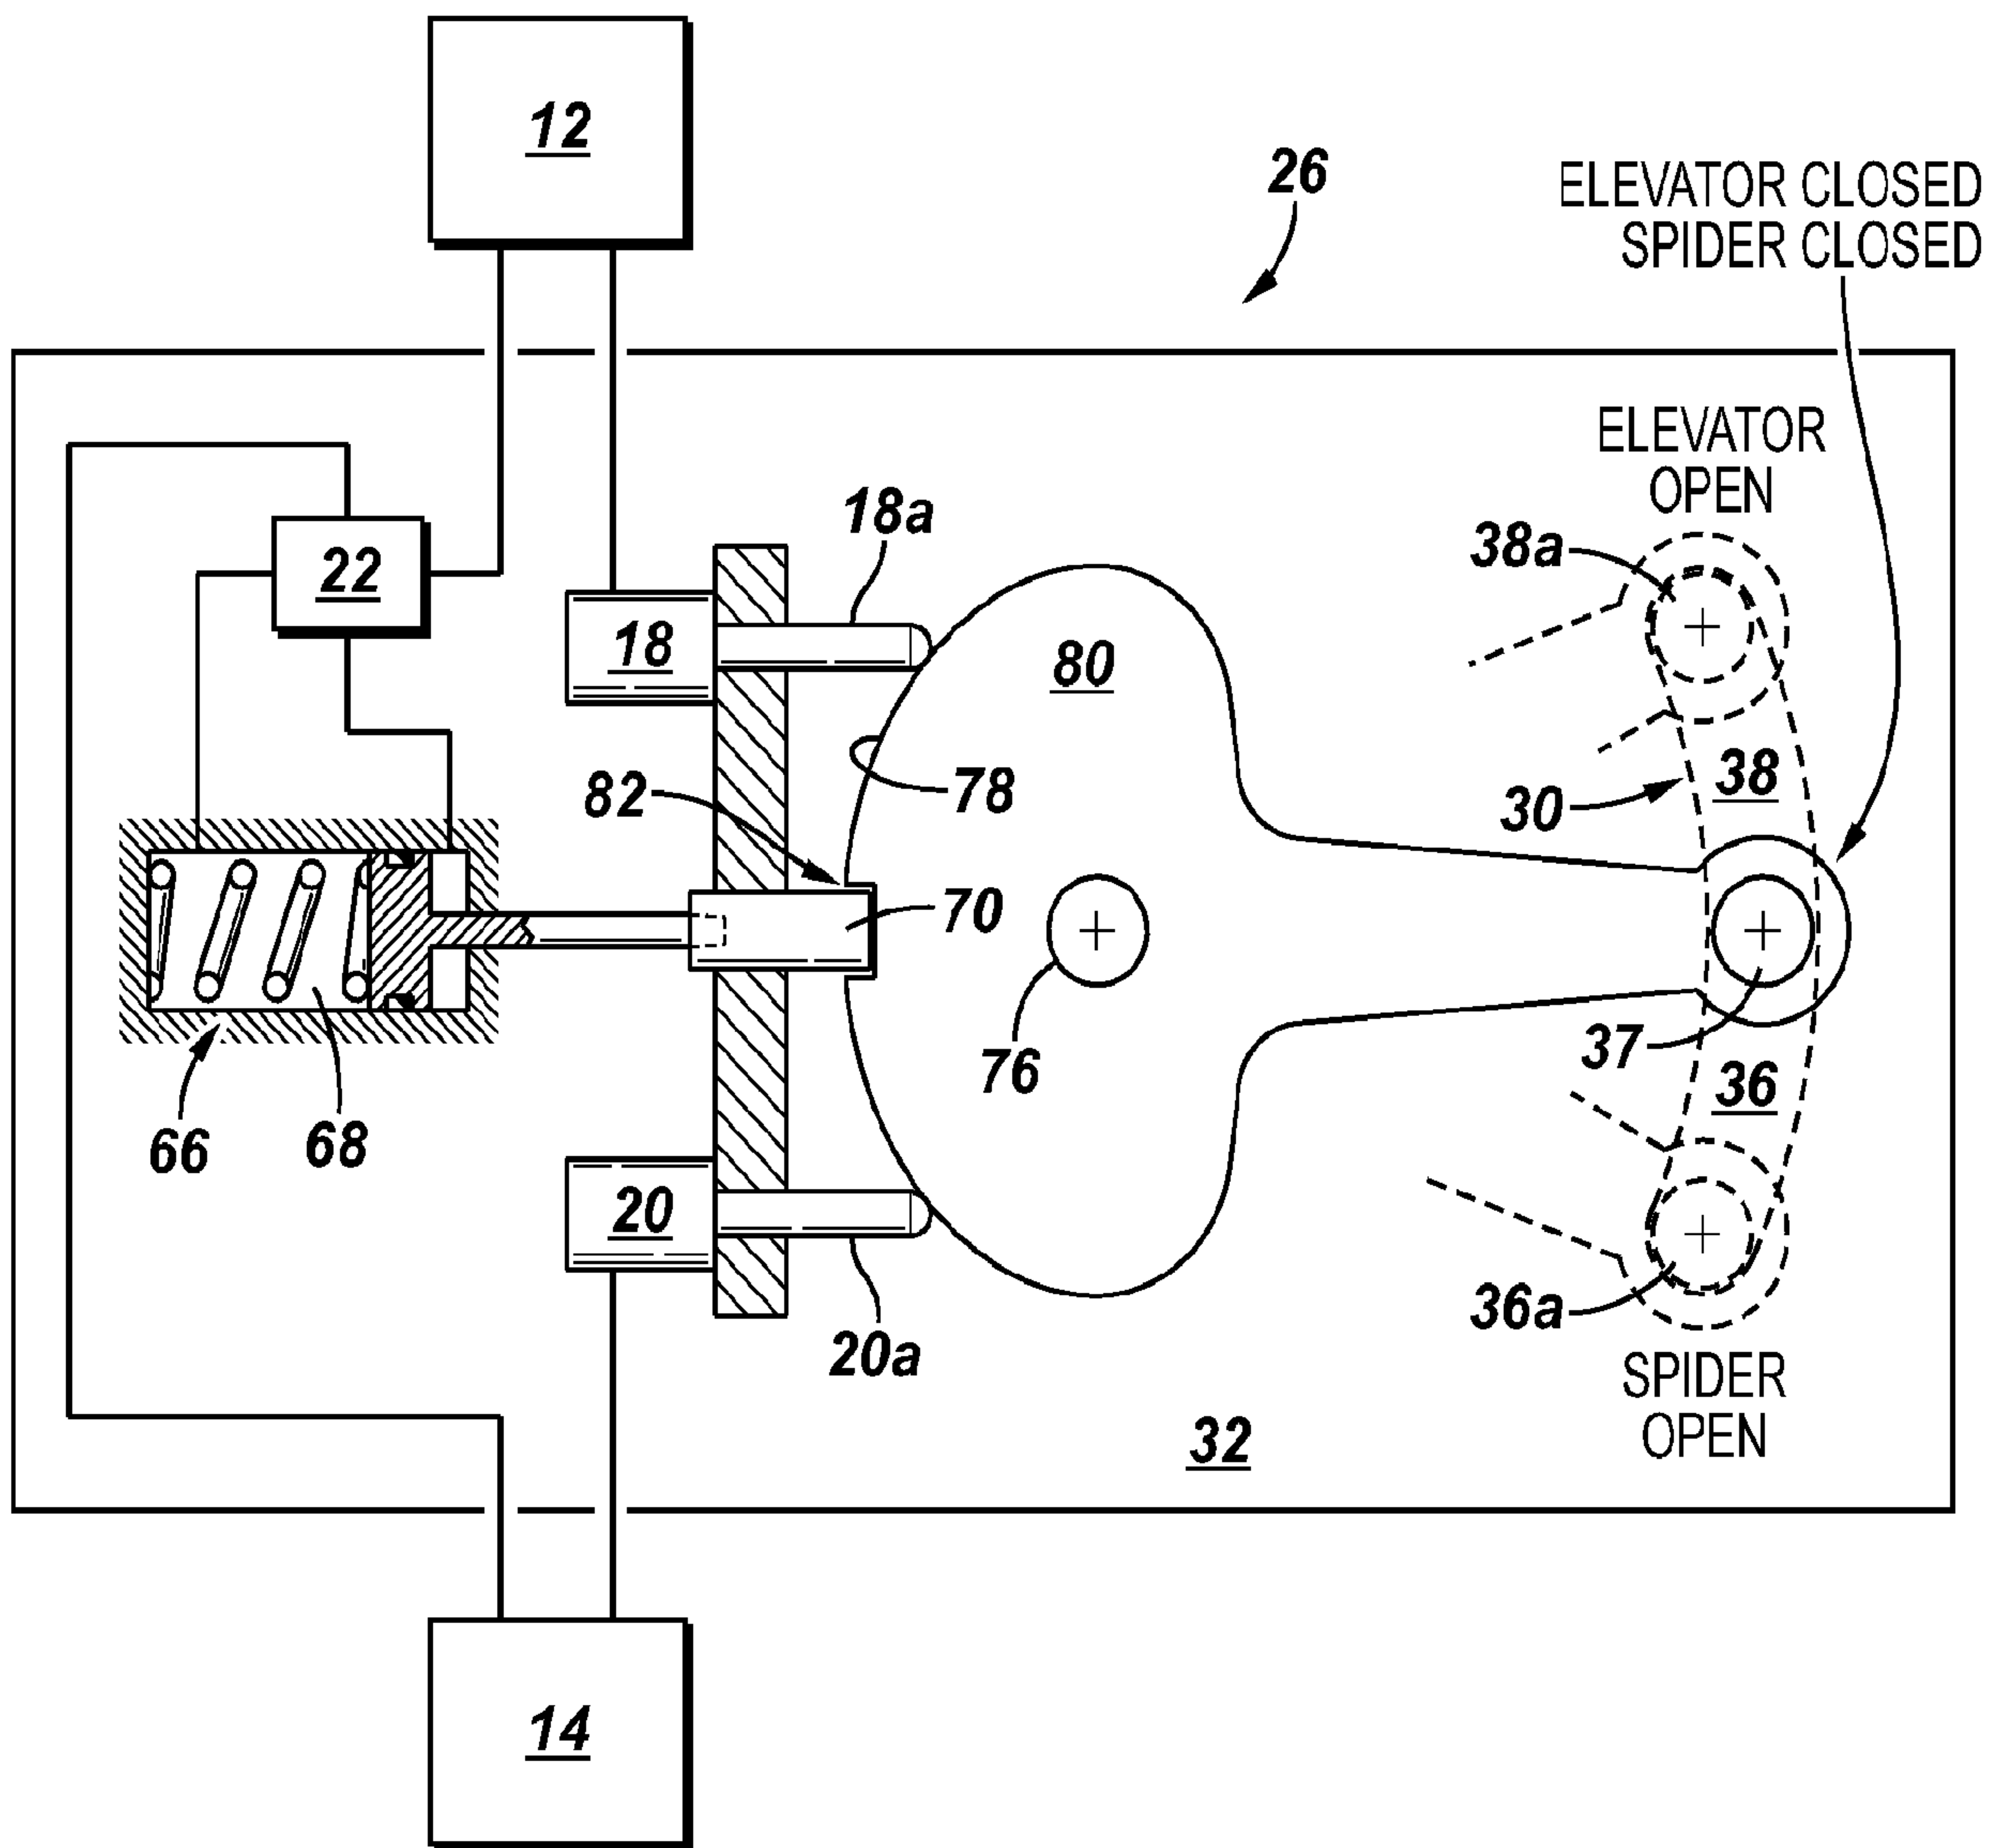 12
26
ELEVATOR CLOSED
SPIDER CLOSED
ELEVATOR
OPEN
18a
38a
22
18
80
82
78
30
38
70
37
76
36
66
68
20
36a
20a
SPIDER
OPEN
32
14